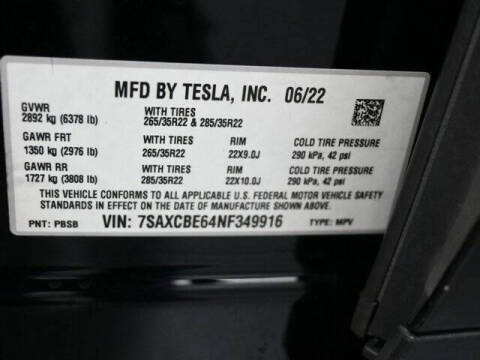 MFD BY TESLA, INC. 06/22
GVWR WITH TIRES
2892 kg (6378 lb) 265/35R22 & 285/35R22
GAWR FRT WITH TIRES RIM COLD TIRE PRESSURE
1350 kg (2976 lb) 265/35R22 22X9.0J 290 kPa, 42 psi
GAWR RR WITH TIRES RIM COLD TIRE PRESSURE
1727 kg (3808 lb) 285/35R22 22X10.0J 290 kPa, 42 psi
THIS VEHICLE CONFORMS TO ALL APPLICABLE U.S. FEDERAL MOTOR VEHICLE SAFETY
STANDARDS IN EFFECT ON THE DATE OF MANUFACTURE SHOWN ABOVE.
PNT: PBSB VIN: 7SAXCBE64NF349916 TYPE: MPV